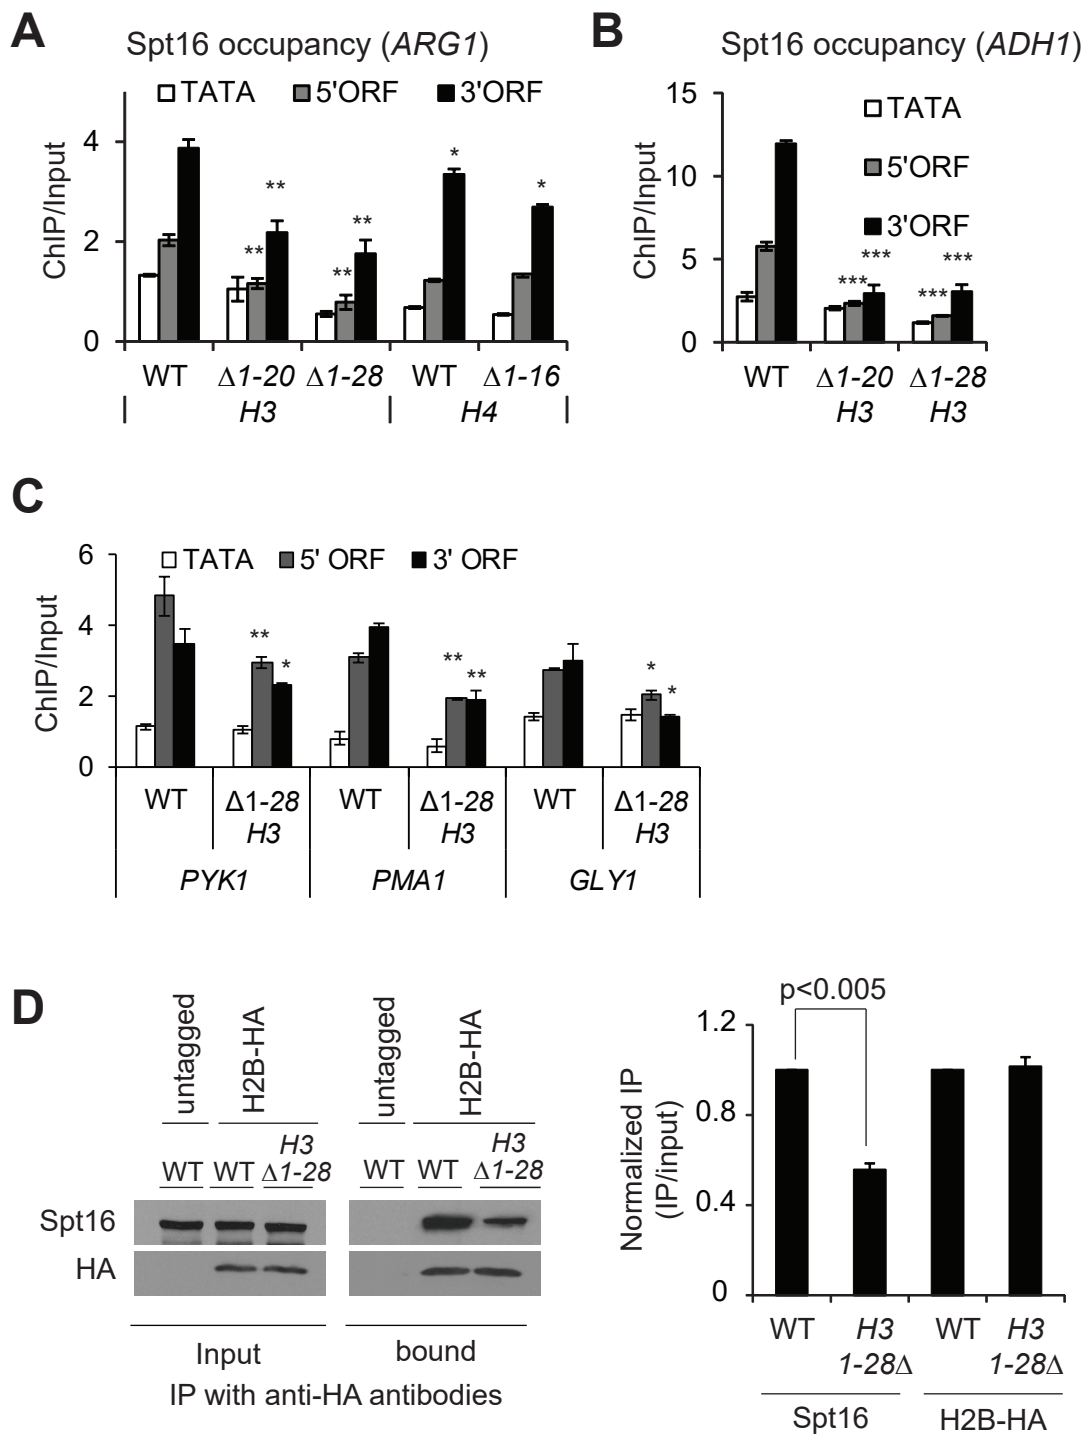 A
Spt16 occupancy (ARG1)
TATA 5'ORF 3'ORF
ChIP/Input
4
2
0
** ** ** ** * *
WT Δ1-20 Δ1-28 WT Δ1-16
H3 H4
B
Spt16 occupancy (ADH1)
TATA
5'ORF
3'ORF
ChIP/Input
15
10
5
0
*** *** *** ***
WT Δ1-20 Δ1-28
H3 H3
C
TATA 5' ORF 3' ORF
ChIP/Input
6
4
2
0
** * ** ** * *
WT Δ1-28 WT Δ1-28 WT Δ1-28
H3 H3 H3
PYK1 PMA1 GLY1
D
untagged H2B-HA untagged H2B-HA
H3 H3
WT WT Δ1-28 WT WT Δ1-28
Spt16
HA
Input bound
IP with anti-HA antibodies
p<0.005
Normalized IP
(IP/input)
1.2
0.8
0.4
0
WT H3 WT H3
1-28Δ 1-28Δ
Spt16 H2B-HA